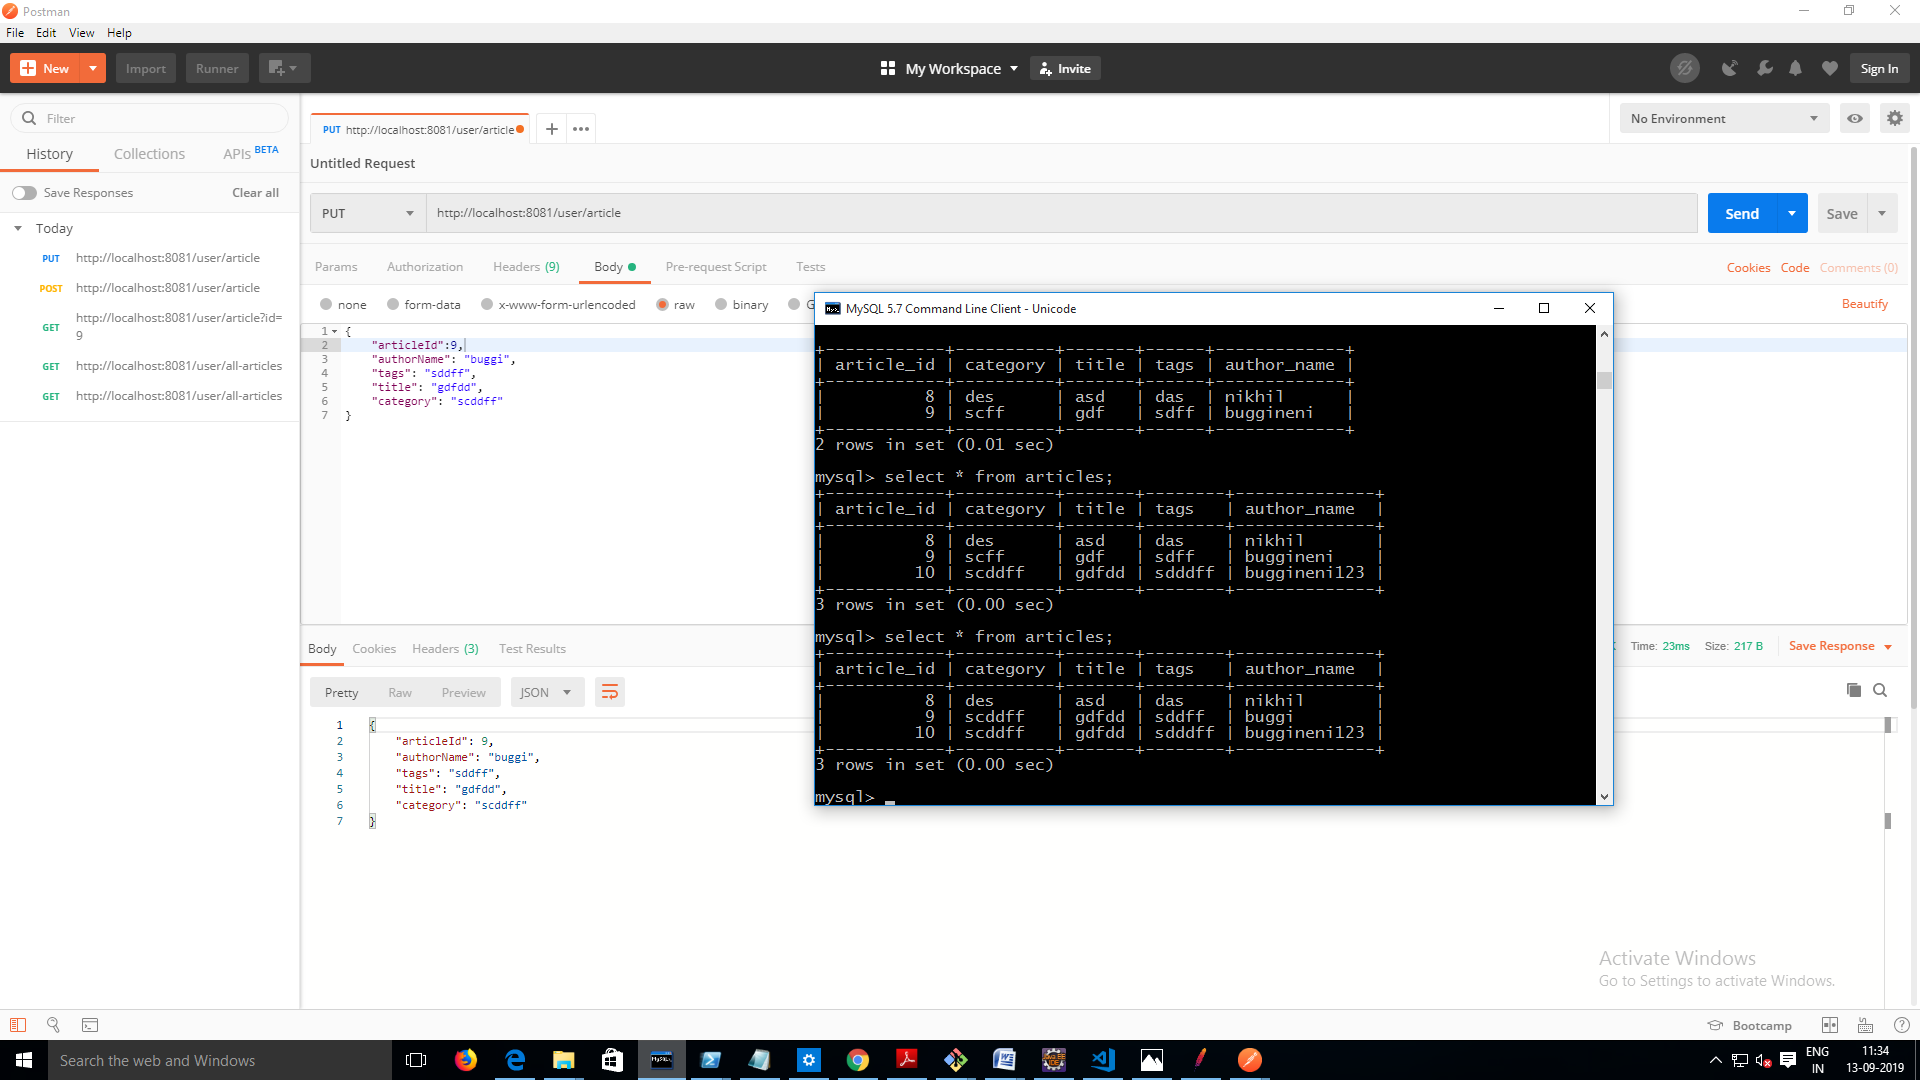 Postman
File Edit View Help
New Import Runner My Workspace Invite Sign In
Filter
History Collections APIs BETA
Save Responses Clear all
Today
PUT http://localhost:8081/user/article
POST http://localhost:8081/user/article
GET http://localhost:8081/user/article?id=
9
GET http://localhost:8081/user/all-articles
GET http://localhost:8081/user/all-articles
PUT http://localhost:8081/user/article
No Environment
Untitled Request
PUT http://localhost:8081/user/article Send Save
Params Authorization Headers (9) Body Pre-request Script Tests Cookies Code Comments (0)
none form-data x-www-form-urlencoded raw binary G Beautify
1 {
2 "articleId":9,
3 "authorName": "buggi",
4 "tags": "sddff",
5 "title": "gdfdd",
6 "category": "scddff"
7 }
MySQL 5.7 Command Line Client - Unicode
+------------+----------+-------+------+-------------+
| article_id | category | title | tags | author_name |
+------------+----------+-------+------+-------------+
| 8 | des | asd | das | nikhil |
| 9 | scff | gdf | sdff | buggineni |
+------------+----------+-------+------+-------------+
2 rows in set (0.01 sec)
mysql> select * from articles;
+------------+----------+-------+--------+--------------+
| article_id | category | title | tags | author_name |
+------------+----------+-------+--------+--------------+
| 8 | des | asd | das | nikhil |
| 9 | scff | gdf | sdff | buggineni |
| 10 | scddff | gdfdd | sdddff | buggineni123 |
+------------+----------+-------+--------+--------------+
3 rows in set (0.00 sec)
mysql> select * from articles;
+------------+----------+-------+--------+--------------+
| article_id | category | title | tags | author_name |
+------------+----------+-------+--------+--------------+
| 8 | des | asd | das | nikhil |
| 9 | scddff | gdfdd | sddff | buggi |
| 10 | scddff | gdfdd | sdddff | buggineni123 |
+------------+----------+-------+--------+--------------+
3 rows in set (0.00 sec)
mysql> _
Body Cookies Headers (3) Test Results Time: 23ms Size: 217 B Save Response
Pretty Raw Preview JSON
1 {
2 "articleId": 9,
3 "authorName": "buggi",
4 "tags": "sddff",
5 "title": "gdfdd",
6 "category": "scddff"
7 }
Activate Windows
Go to Settings to activate Windows.
Bootcamp
Search the web and Windows
ENG
IN
11:34
13-09-2019